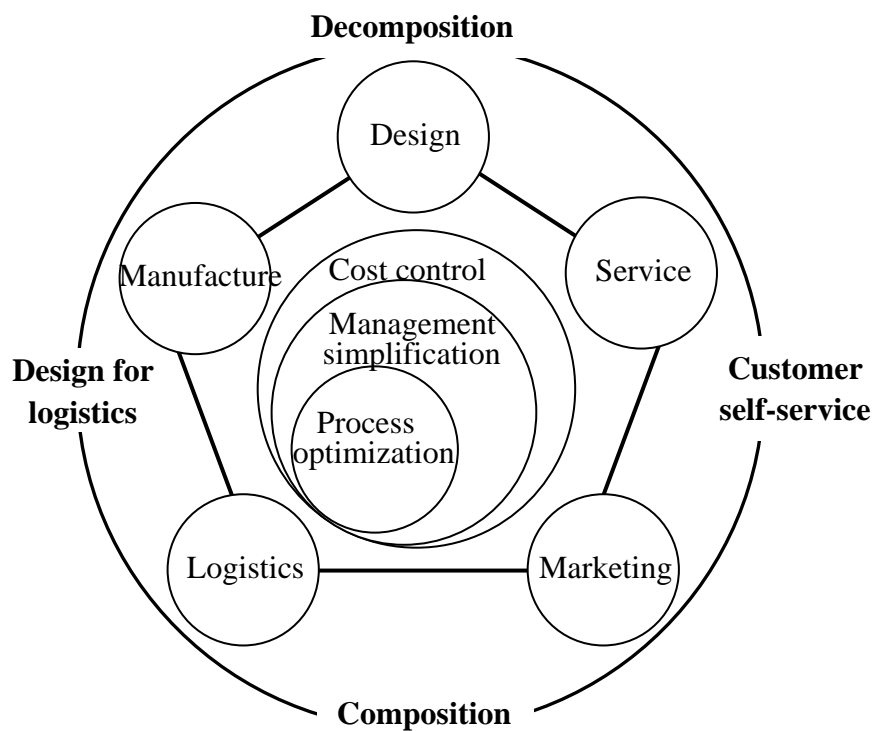 Decomposition
Design
Manufacture
Service
Cost control
Management
simplification
Design for
logistics
Customer
self-service
Process
optimization
Logistics
Marketing
Composition